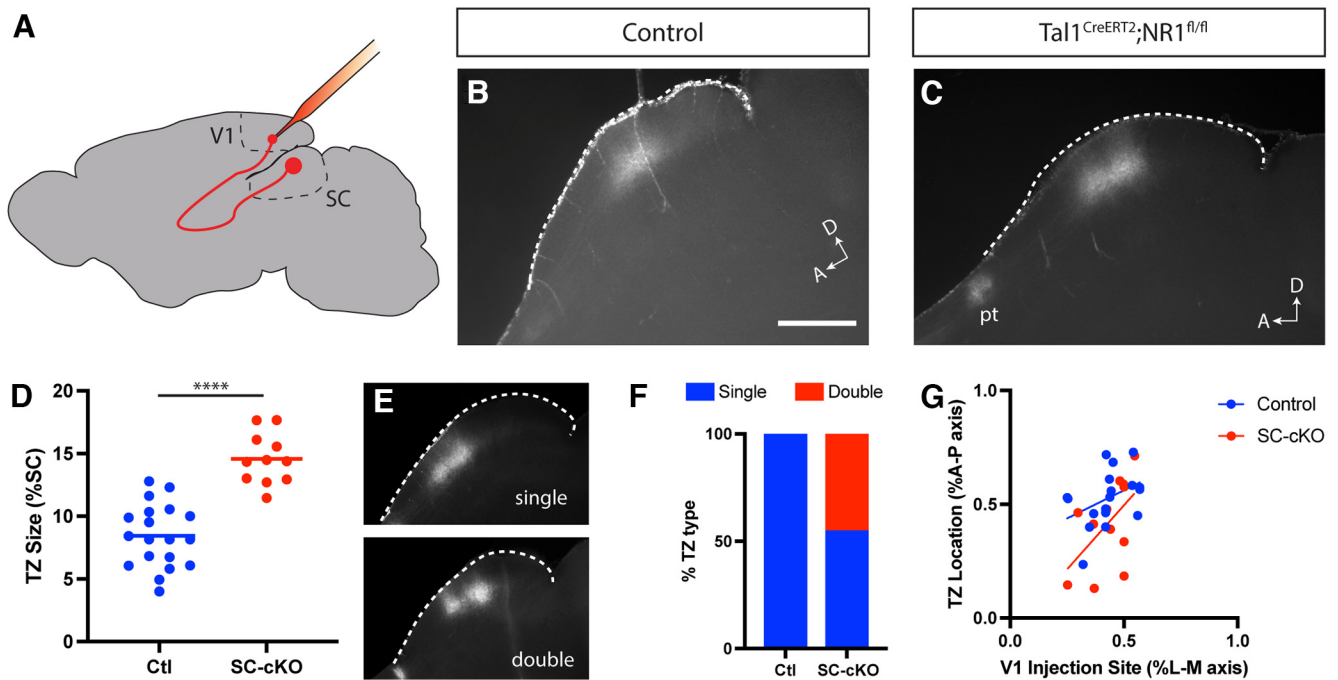 A
V1
SC
Control
B
D
A
Tal1CreERT2;NR1fl/fl
C
pt
D
A
D
TZ Size (%SC)
20
15
10
5
0
****
Ctl
SC-cKO
E
single
double
F
Single
Double
% TZ type
100
50
0
Ctl
SC-cKO
G
TZ Location (%A-P axis)
1.0
0.5
0.0
0.0
0.5
1.0
V1 Injection Site (%L-M axis)
Control
SC-cKO